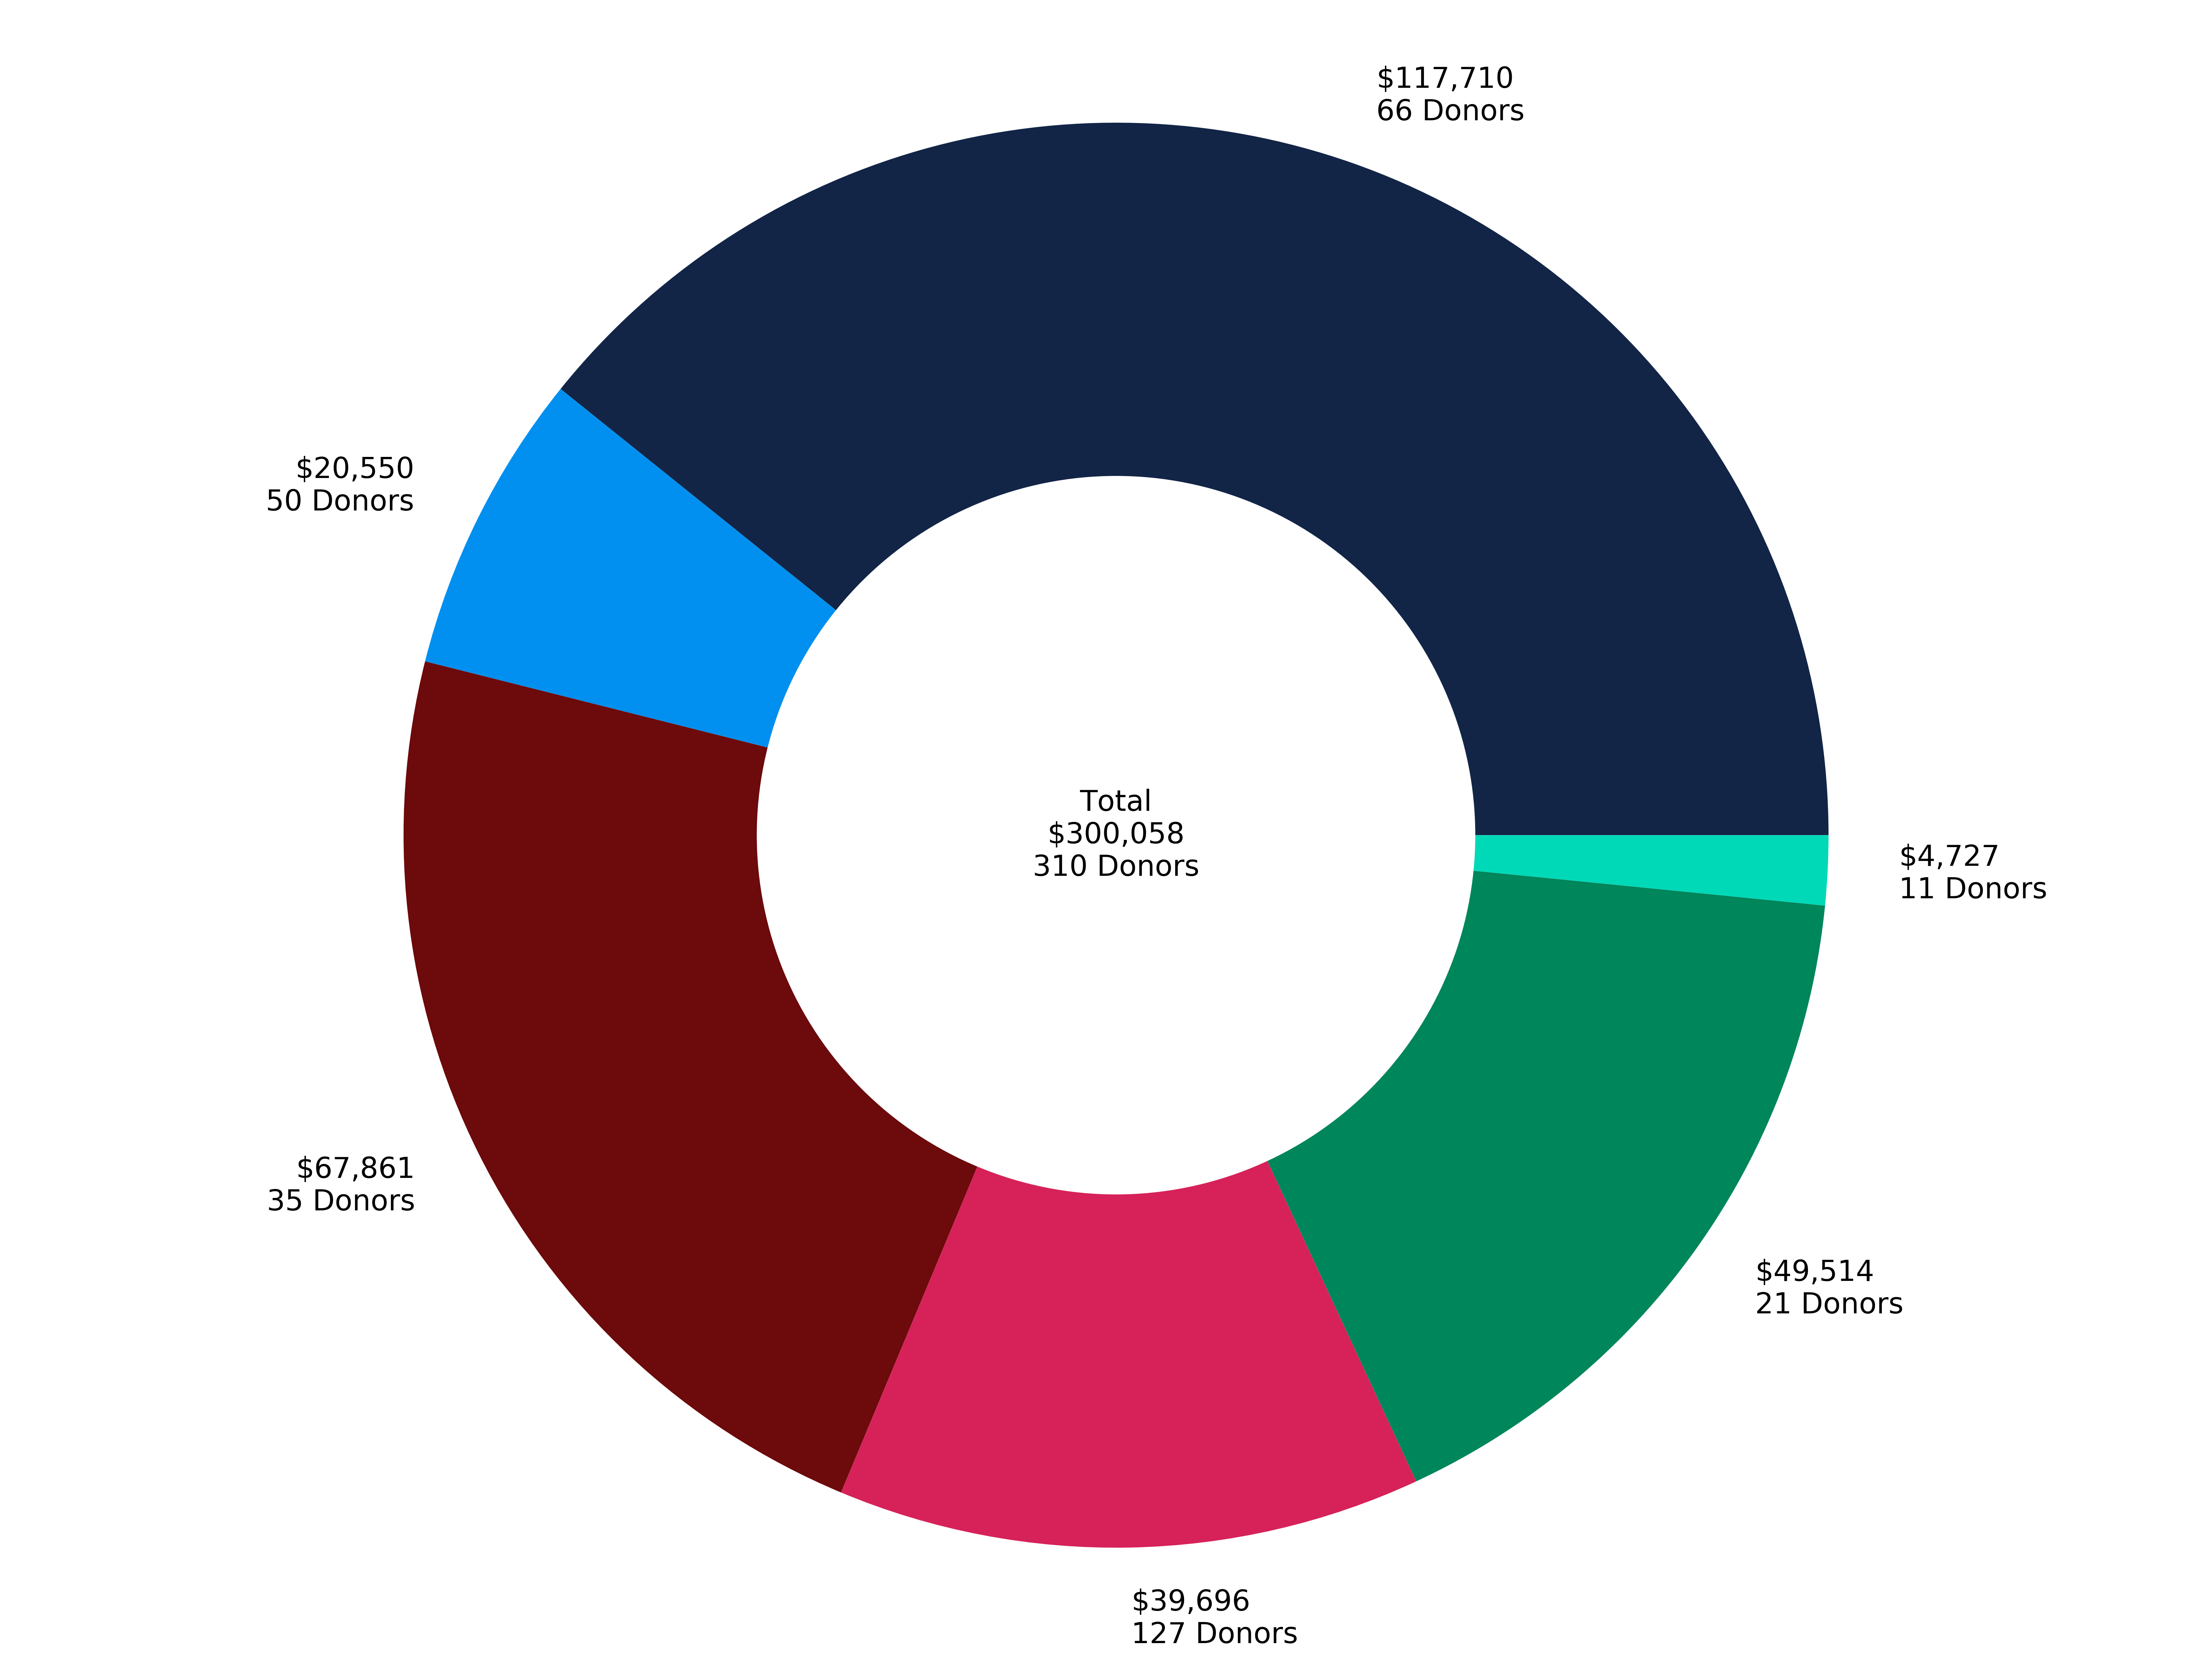 $117,710
66 Donors
$20,550
50 Donors
Total
$300,058
310 Donors
$4,727
11 Donors
$67,861
35 Donors
$49,514
21 Donors
$39,696
127 Donors